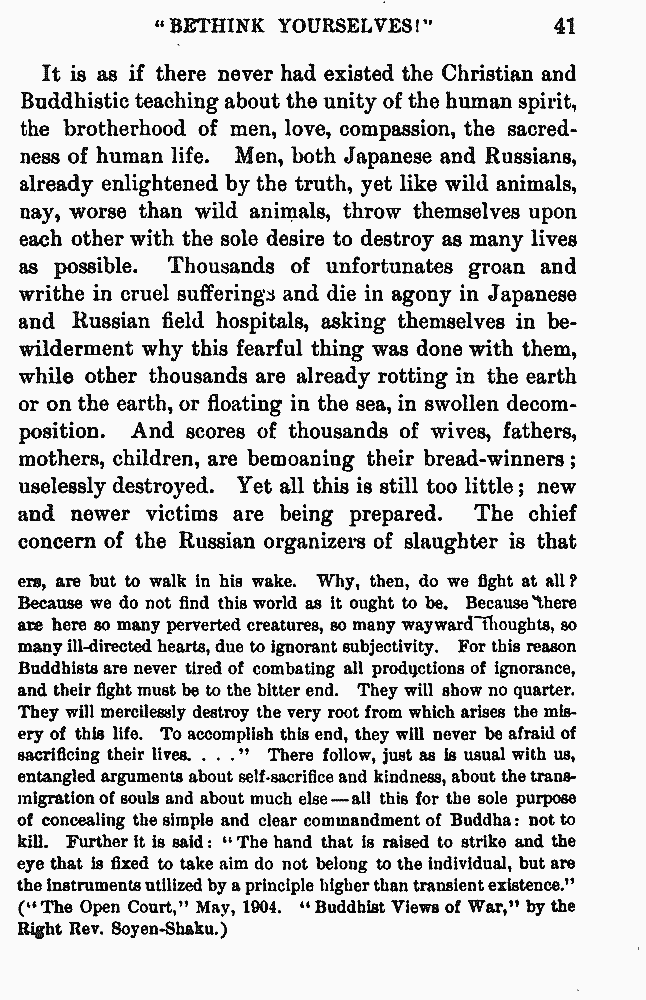 "BETHINK YOURSELVES!" 41
It is as if there never had existed the Christian and
Buddhistic teaching about the unity of the human spirit,
the brotherhood of men, love, compassion, the sacred-
ness of human life. Men, both Japanese and Russians,
already enlightened by the truth, yet like wild animals,
nay, worse than wild animals, throw themselves upon
each other with the sole desire to destroy as many lives
as possible. Thousands of unfortunates groan and
writhe in cruel sufferings and die in agony in Japanese
and Russian field hospitals, asking themselves in be-
wilderment why this fearful thing was done with them,
while other thousands are already rotting in the earth
or on the earth, or floating in the sea, in swollen decom-
position. And scores of thousands of wives, fathers,
mothers, children, are bemoaning their bread-winners;
uselessly destroyed. Yet all this is still too little; new
and newer victims are being prepared. The chief
concern of the Russian organizers of slaughter is that
ers, are but to walk in his wake. Why, then, do we fight at all?
Because we do not find this world as it ought to be. Because there
are here so many perverted creatures, so many wayward thoughts, so
many ill-directed hearts, due to ignorant subjectivity. For this reason
Buddhists are never tired of combating all productions of ignorance,
and their fight must be to the bitter end. They will show no quarter.
They will mercilessly destroy the very root from which arises the mis-
ery of this life. To accomplish this end, they will never be afraid of
sacrificing their lives. . . ." There follow, just as is usual with us,
entangled arguments about self-sacrifice and kindness, about the trans-
migration of souls and about much else—all this for the sole purpose
of concealing the simple and clear commandment of Buddha: not to
kill. Further it is said: "The hand that is raised to strike and the
eye that is fixed to take aim do not belong to the individual, but are
the instruments utilized by a principle higher than transient existence."
("The Open Court," May, 1904. "Buddhist Views of War," by the
Right Rev. Soyen-Shaku.)